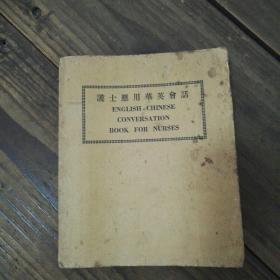 護士應用華英會話
ENGLISH-CHINESE
CONVERSATION
BOOK FOR NURSES